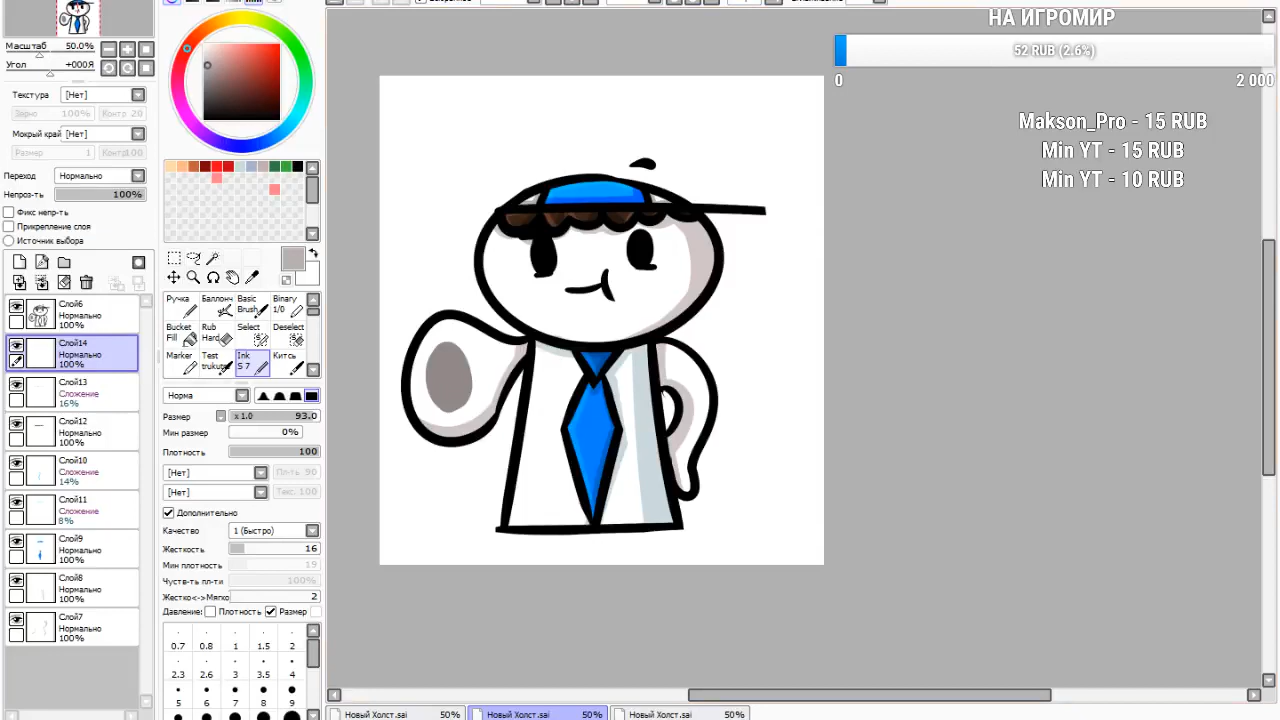 НА ИГРОМИР
52 RUB (2.6%)
0
2 000
Makson_Pro - 15 RUB
Min YT - 15 RUB
Min YT - 10 RUB
Масштаб 50.0%
Угол +000Я
Текстура [Нет]
Зерно 100% Контр 20
Мокрый край [Нет]
Размер 1 Контр100
Переход Нормально
Непроз-ть 100%
Фикс непр-ть
Прикрепление слоя
Источник выбора
Слой6
Нормально
100%
Слой14
Нормально
100%
Слой13
Сложение
16%
Слой12
Нормально
100%
Слой10
Сложение
14%
Слой11
Сложение
8%
Слой9
Нормально
100%
Слой8
Нормально
100%
Слой7
Нормально
100%
Ручка Баллонч Basic Brush Binary 1/0
Bucket Fill Rub Hard Select Deselect
Marker Test trukut Ink S 7 Китсь
Норма
Размер x 1.0 93.0
Мин размер 0%
Плотность 100
[Нет] Пл-ть 90
[Нет] Текс. 100
Дополнительно
Качество 1 (Быстро)
Жесткость 16
Мин плотность 19
Чуств-ть пл-ти 100%
Жестко<->Мягко 2
Давление: Плотность Размер
0.7 0.8 1 1.5 2
2.3 2.6 3 3.5 4
5 6 7 8 9
Новый Холст.sai 50%
Новый Холст.sai 50%
Новый Холст.sai 50%